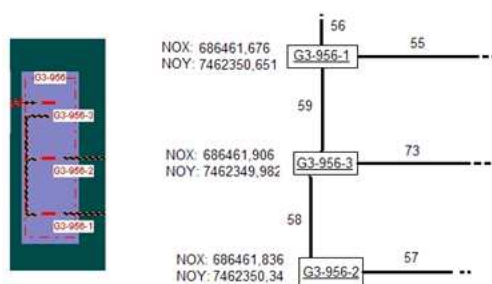 G3-956
G3-956-3
G3-956-2
G3-956-1
56
NOX: 686461,676
NOY: 7462350,651
G3-956-1
55
59
NOX: 686461,906
NOY: 7462349,982
G3-956-3
73
58
NOX: 686461,836
NOY: 7462350,34
G3-956-2
57